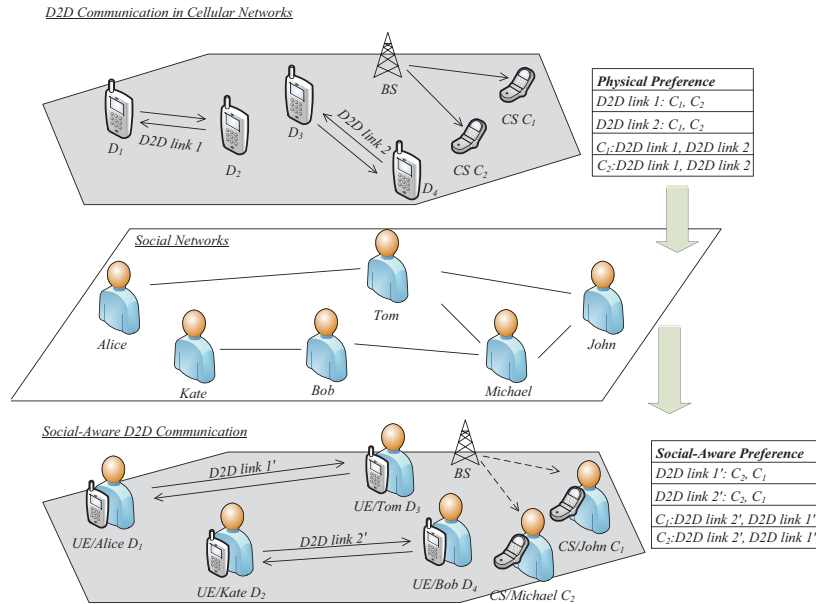 D2D Communication in Cellular Networks
BS
CS C1
D1
D2D link 1
D2
D3
D2D link 2
CS C2
D4
Physical Preference
D2D link 1: C1, C2
D2D link 2: C1, C2
C1:D2D link 1, D2D link 2
C2:D2D link 1, D2D link 2
Social Networks
Tom
Alice
John
Kate
Bob
Michael
Social-Aware D2D Communication
D2D link 1'
BS
UE/Alice D1
UE/Tom D3
D2D link 2'
CS/John C1
UE/Kate D2
UE/Bob D4
CS/Michael C2
Social-Aware Preference
D2D link 1': C2, C1
D2D link 2': C2, C1
C1:D2D link 2', D2D link 1'
C2:D2D link 2', D2D link 1'